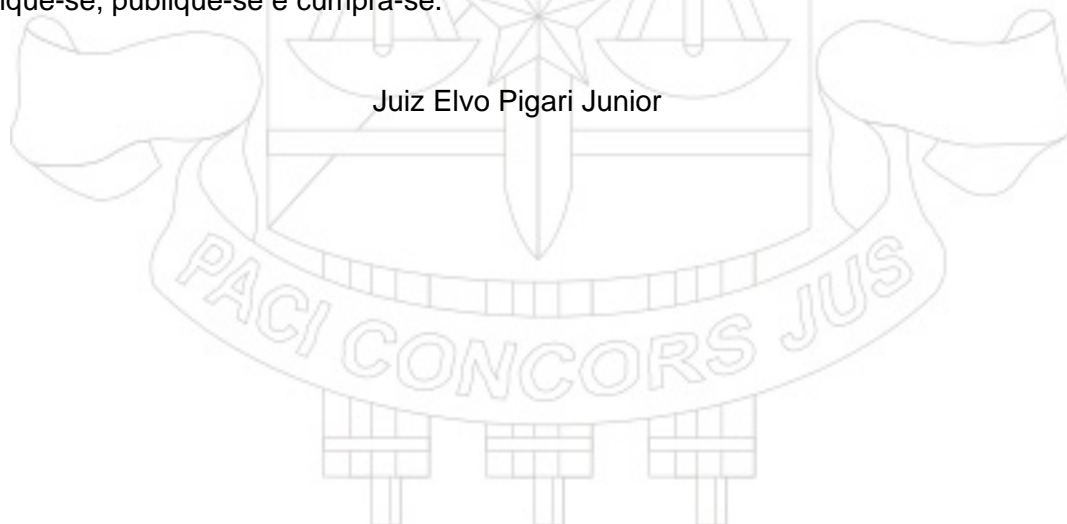 ique-se, publique-se e cumpra-se.
Juiz Elvo Pigari Junior
PACI CONCORS JUS